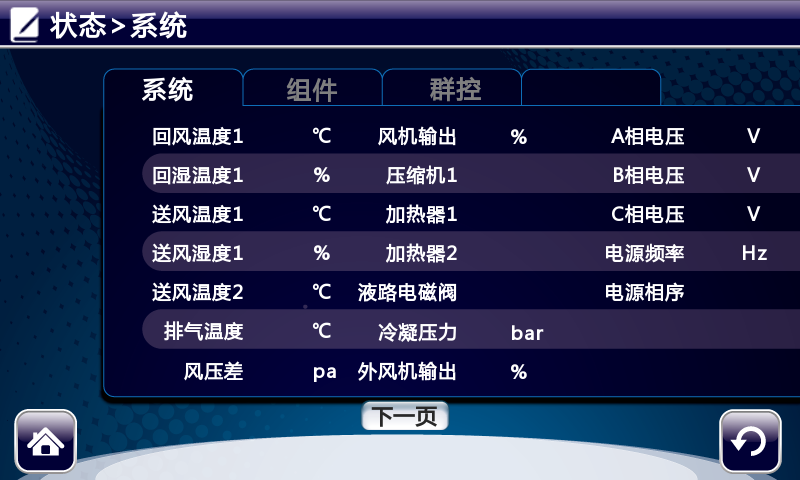 状态>系统
系统 组件 群控
回风温度1 ℃ 风机输出 % A相电压 V
回湿温度1 % 压缩机1 B相电压 V
送风温度1 ℃ 加热器1 C相电压 V
送风湿度1 % 加热器2 电源频率 Hz
送风温度2 ℃ 液路电磁阀 电源相序
排气温度 ℃ 冷凝压力 bar
风压差 pa 外风机输出 %
下一页